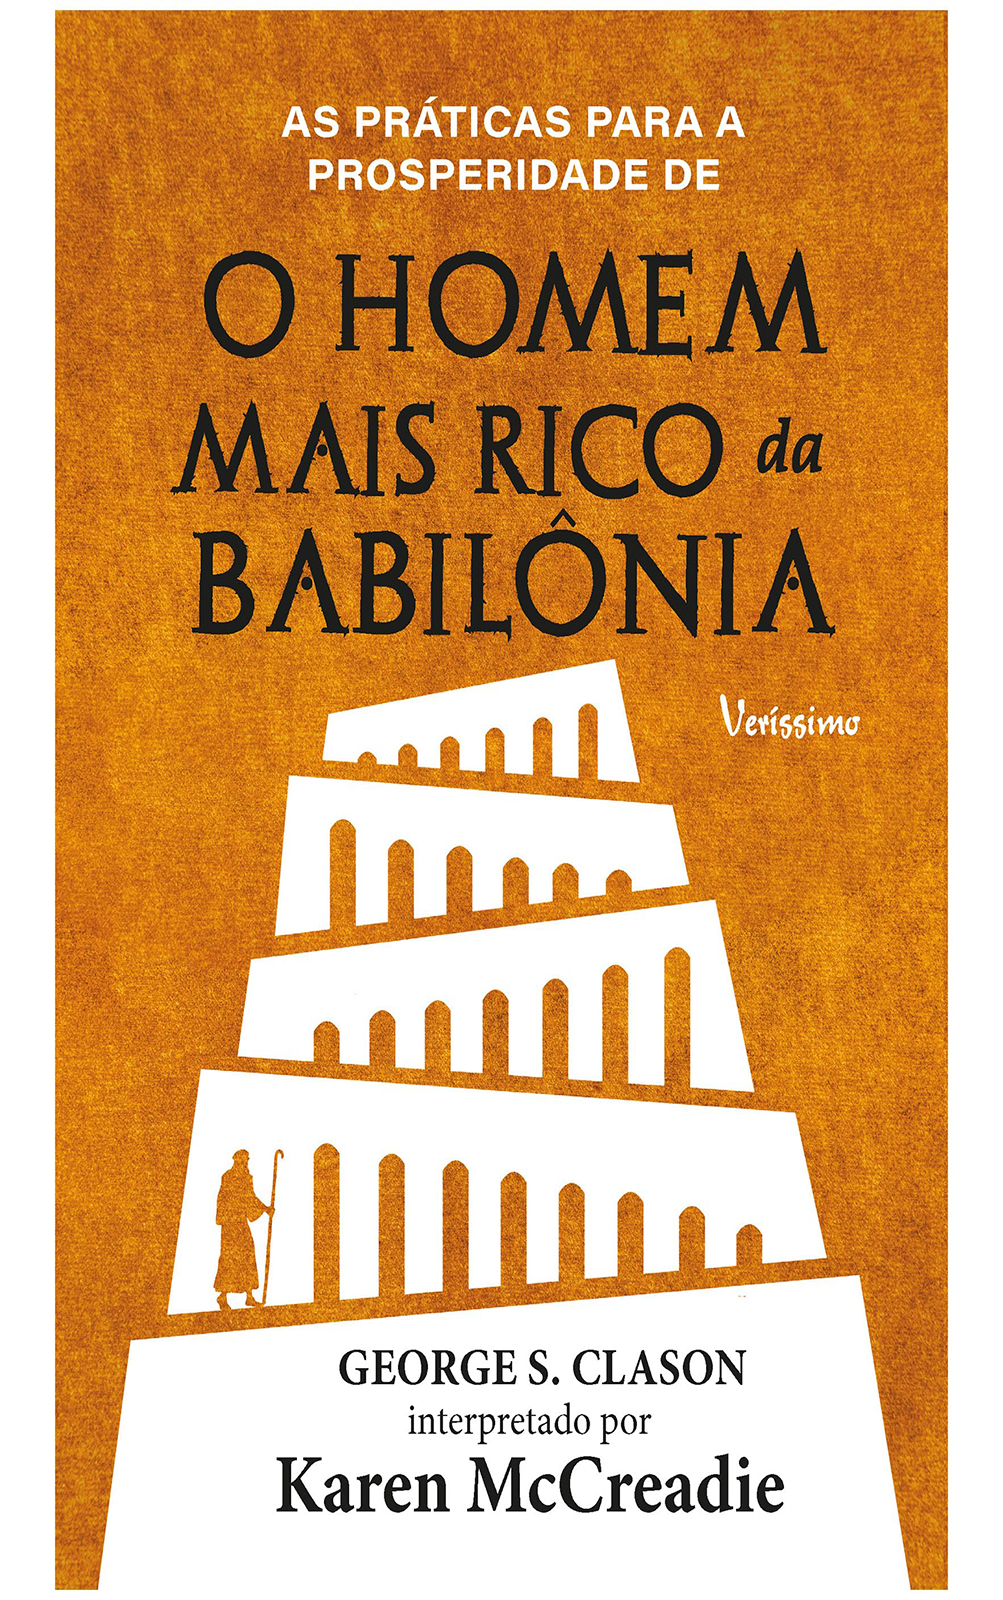 AS PRÁTICAS PARA A
PROSPERIDADE DE
O HOMEM
MAIS RICO da
BABILÔNIA
Veríssimo
GEORGE S. CLASON
interpretado por
Karen McCreadie